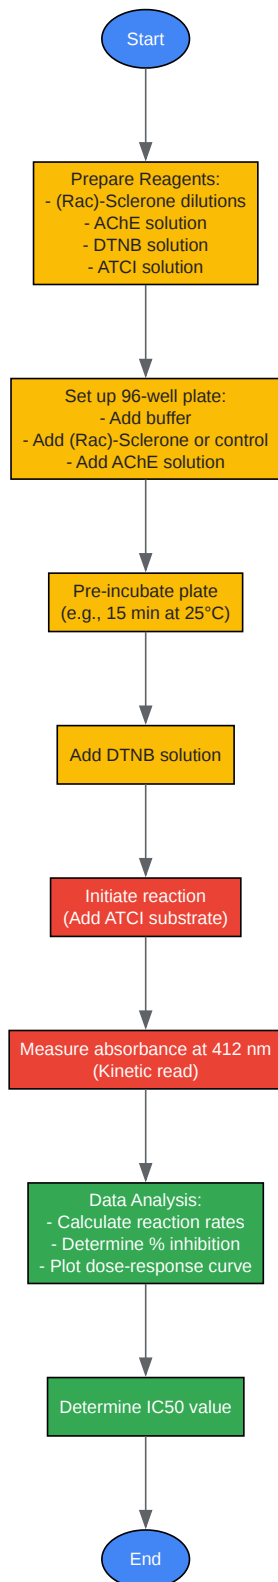 Start
Prepare Reagents:
- (Rac)-Sclerone dilutions
- AChE solution
- DTNB solution
- ATCI solution
Set up 96-well plate:
- Add buffer
- Add (Rac)-Sclerone or control
- Add AChE solution
Pre-incubate plate
(e.g., 15 min at 25°C)
Add DTNB solution
Initiate reaction
(Add ATCI substrate)
Measure absorbance at 412 nm
(Kinetic read)
Data Analysis:
- Calculate reaction rates
- Determine % inhibition
- Plot dose-response curve
Determine IC50 value
End